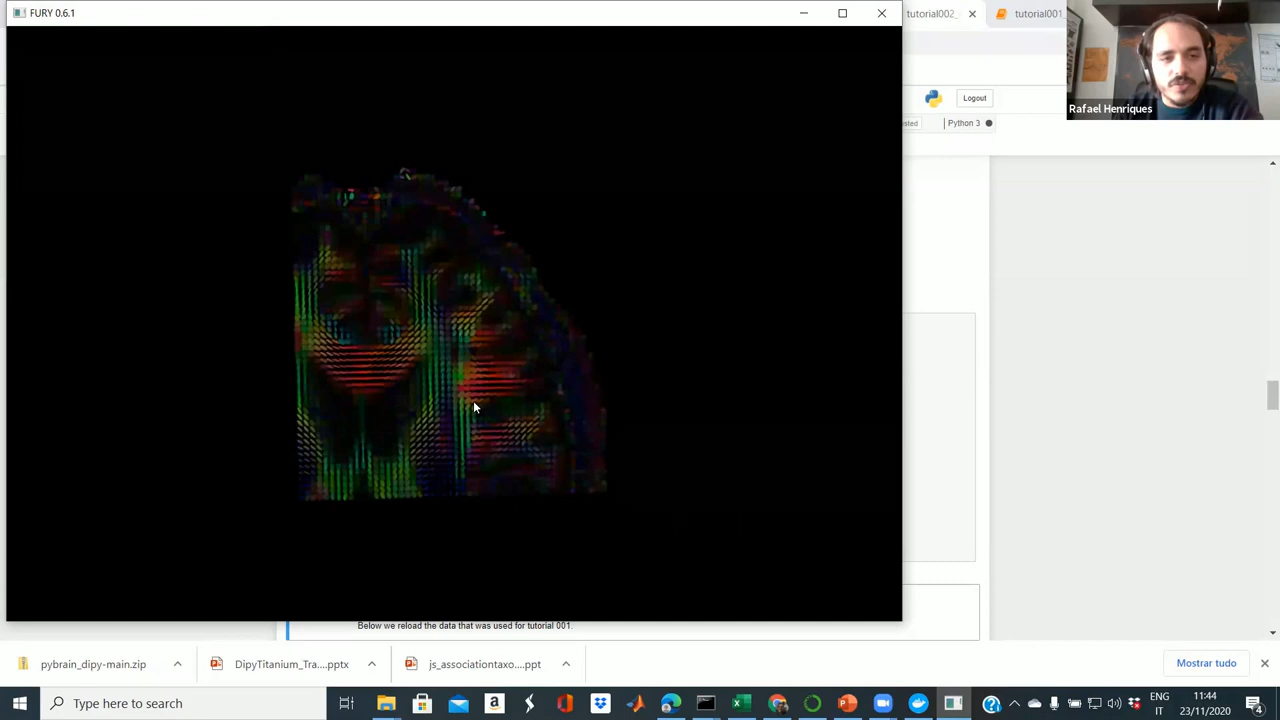 FURY 0.6.1
tutorial002_
tutorial001
Rafael Henriques
Logout
usted
Python 3
Below we reload the data that was used for tutorial 001.
pybrain_dipy-main.zip
DipyTitanium_Tra....pptx
js_associationtaxo....ppt
Mostrar tudo
Type here to search
ENG
IT
11:44
23/11/2020
4